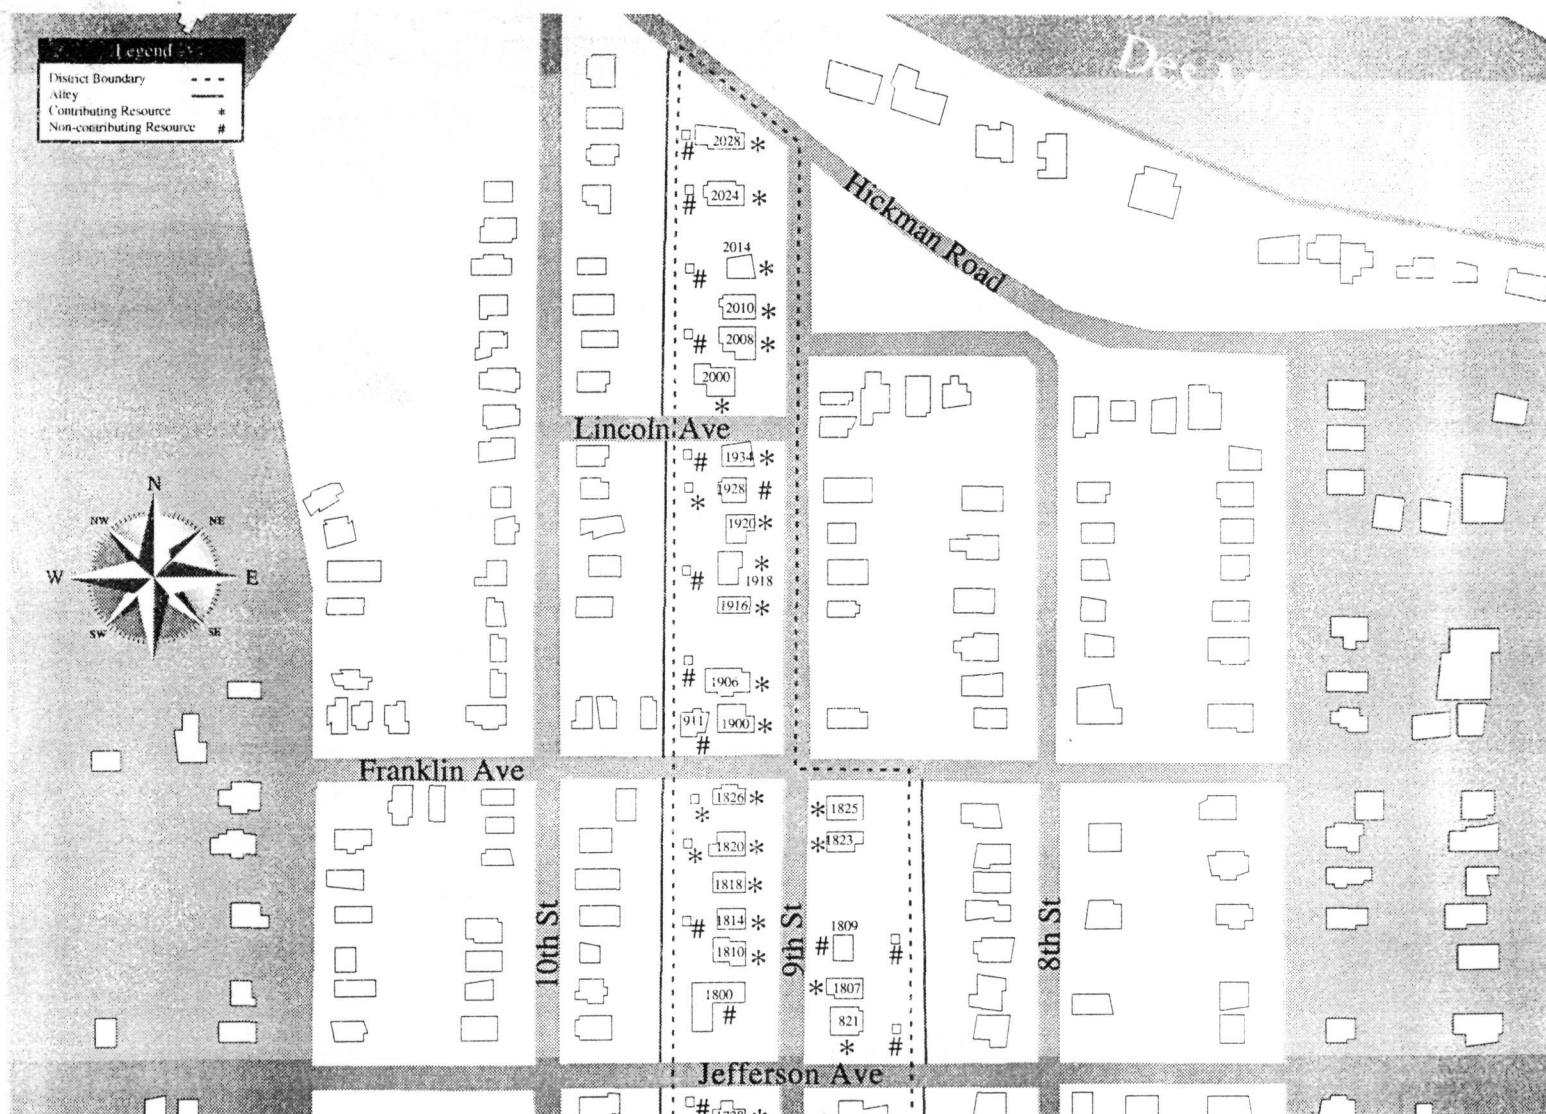 Legend
District Boundary
Alley
Contributing Resource *
Non-contributing Resource #
Des
Hickman Road
2028 *
#
2024 *
#
2014
# *
2010 *
# 2008 *
2000
*
Lincoln Ave
# 1934 *
1928 #
*
1920 *
*
# 1918
1916 *
#
1906 *
911 1900 *
#
N
NW NE
W E
SW SE
Franklin Ave
1826 *
*
1820 *
*
1818 *
# 1814 *
1810 *
1800
#
* 1825
* 1823
1809
# #
* 1807
821
* #
10th St
9th St
8th St
Jefferson Ave
# *